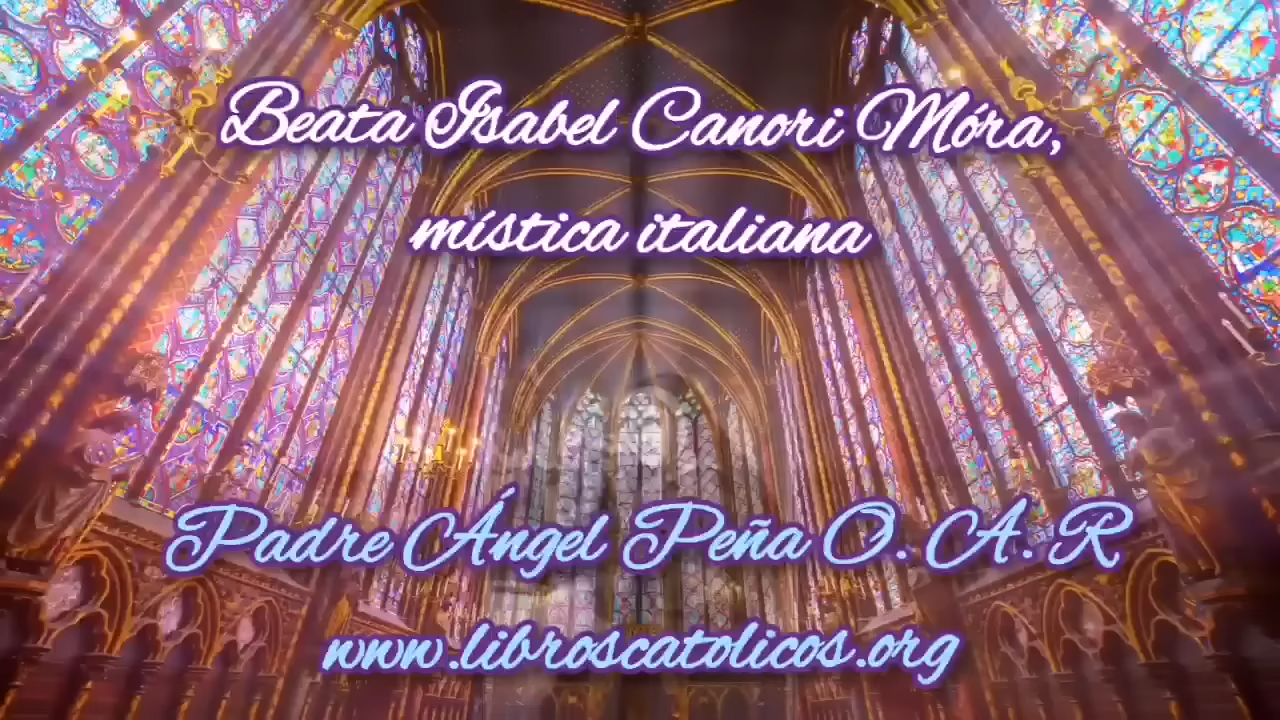 Beata Isabel Canori Móra,
mística italiana
Padre Ángel Peña O. A. R
www.libroscatolicos.org